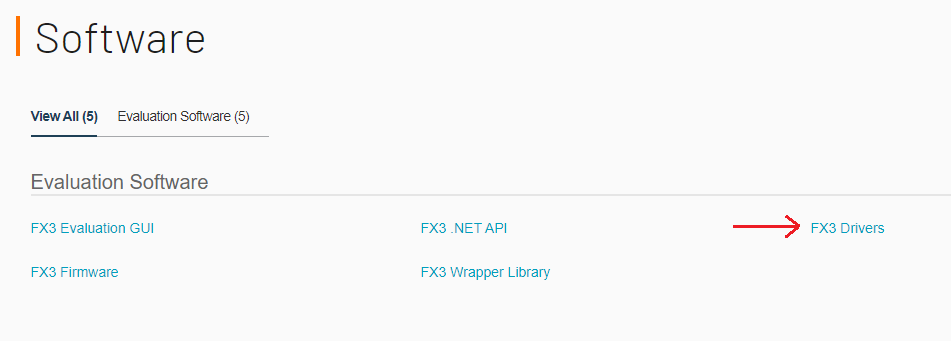 Software
View All (5) Evaluation Software (5)
Evaluation Software
FX3 Evaluation GUI FX3 .NET API FX3 Drivers
FX3 Firmware FX3 Wrapper Library